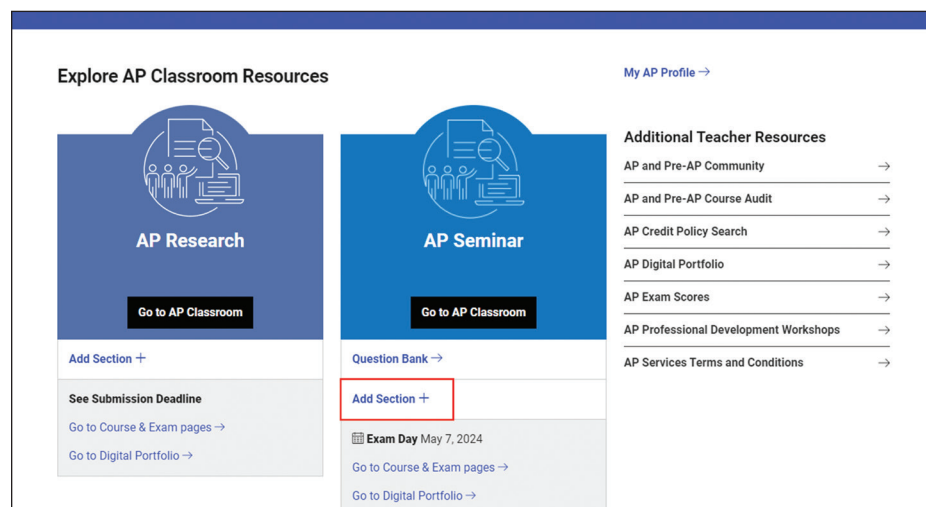 Explore AP Classroom Resources
AP Research
Go to AP Classroom
Add Section +
See Submission Deadline
Go to Course & Exam pages →
Go to Digital Portfolio →
AP Seminar
Go to AP Classroom
Question Bank →
Add Section +
Exam Day May 7, 2024
Go to Course & Exam pages →
Go to Digital Portfolio →
My AP Profile →
Additional Teacher Resources
AP and Pre-AP Community →
AP and Pre-AP Course Audit →
AP Credit Policy Search →
AP Digital Portfolio →
AP Exam Scores →
AP Professional Development Workshops →
AP Services Terms and Conditions →